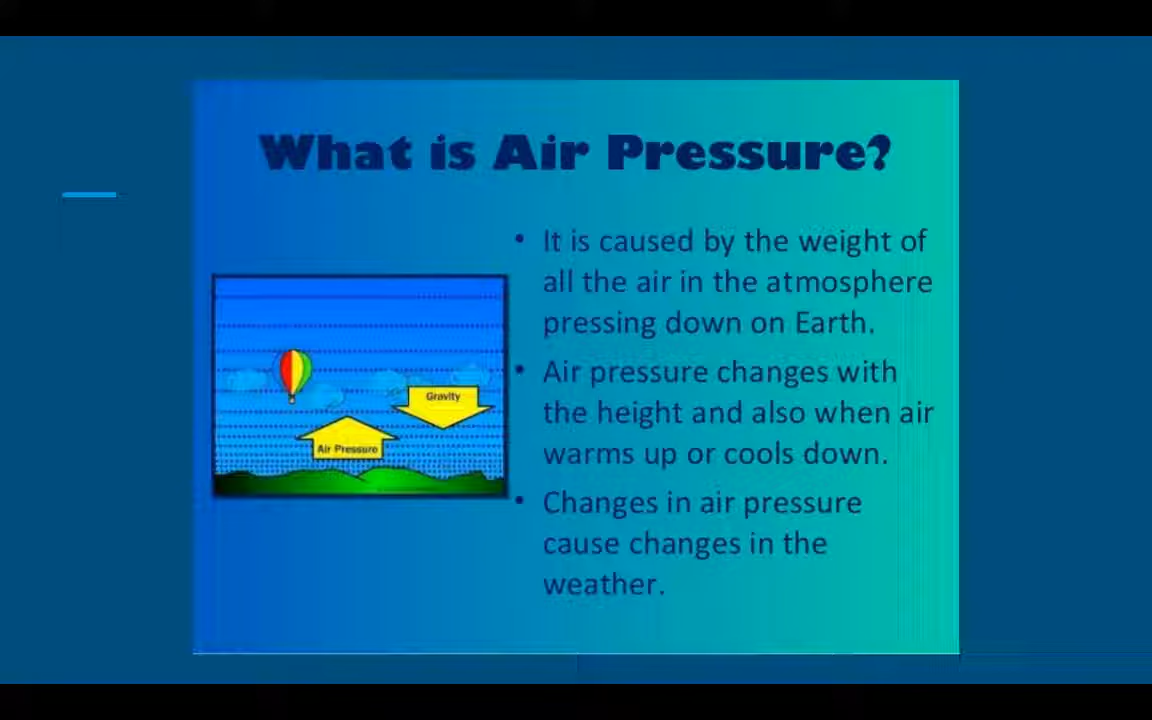 What is Air Pressure?
• It is caused by the weight of
all the air in the atmosphere
pressing down on Earth.
• Air pressure changes with
the height and also when air
warms up or cools down.
• Changes in air pressure
cause changes in the
weather.
Gravity
Air Pressure